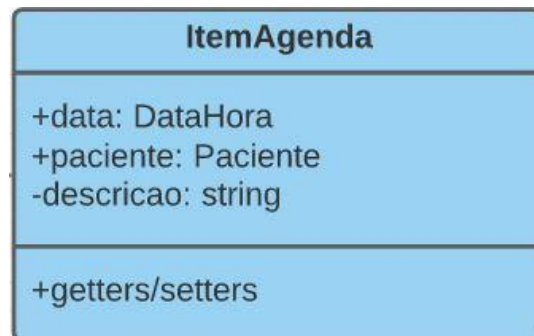 ItemAgenda
+data: DataHora
+paciente: Paciente
-descricao: string
+getters/setters